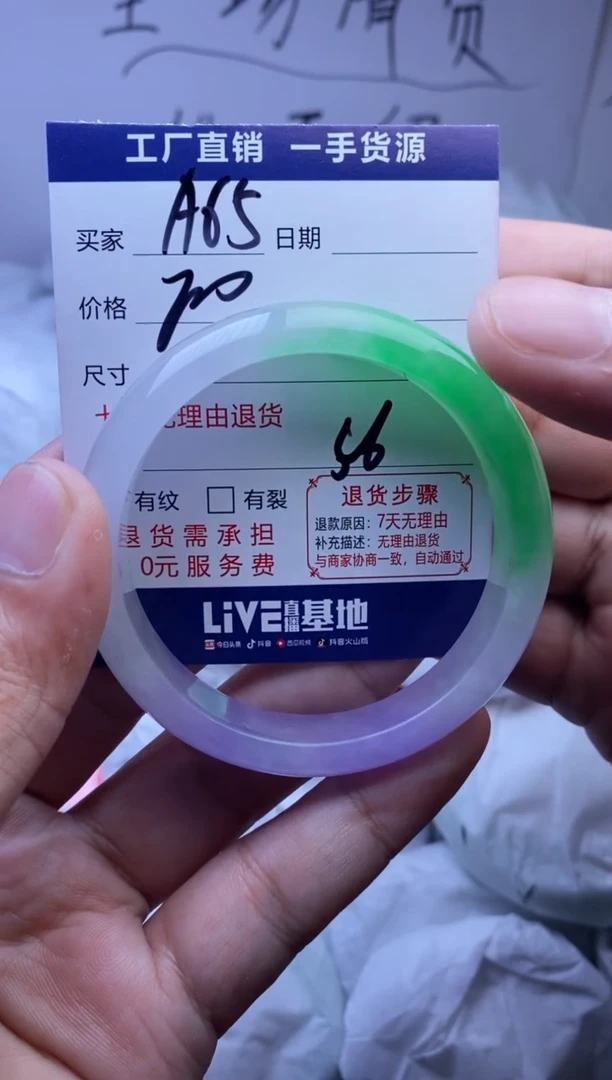 工厂直销 一手货源
买家 A65 日期
价格
尺寸
无理由退货
56
有纹 □ 有裂
退货需承担
0元服务费
退货步骤
退款原因：7天无理由
补充描述：无理由退货
与商家协商一致，自动通过
LiVE直播基地
今日头条 抖音 西瓜视频 抖音火山版